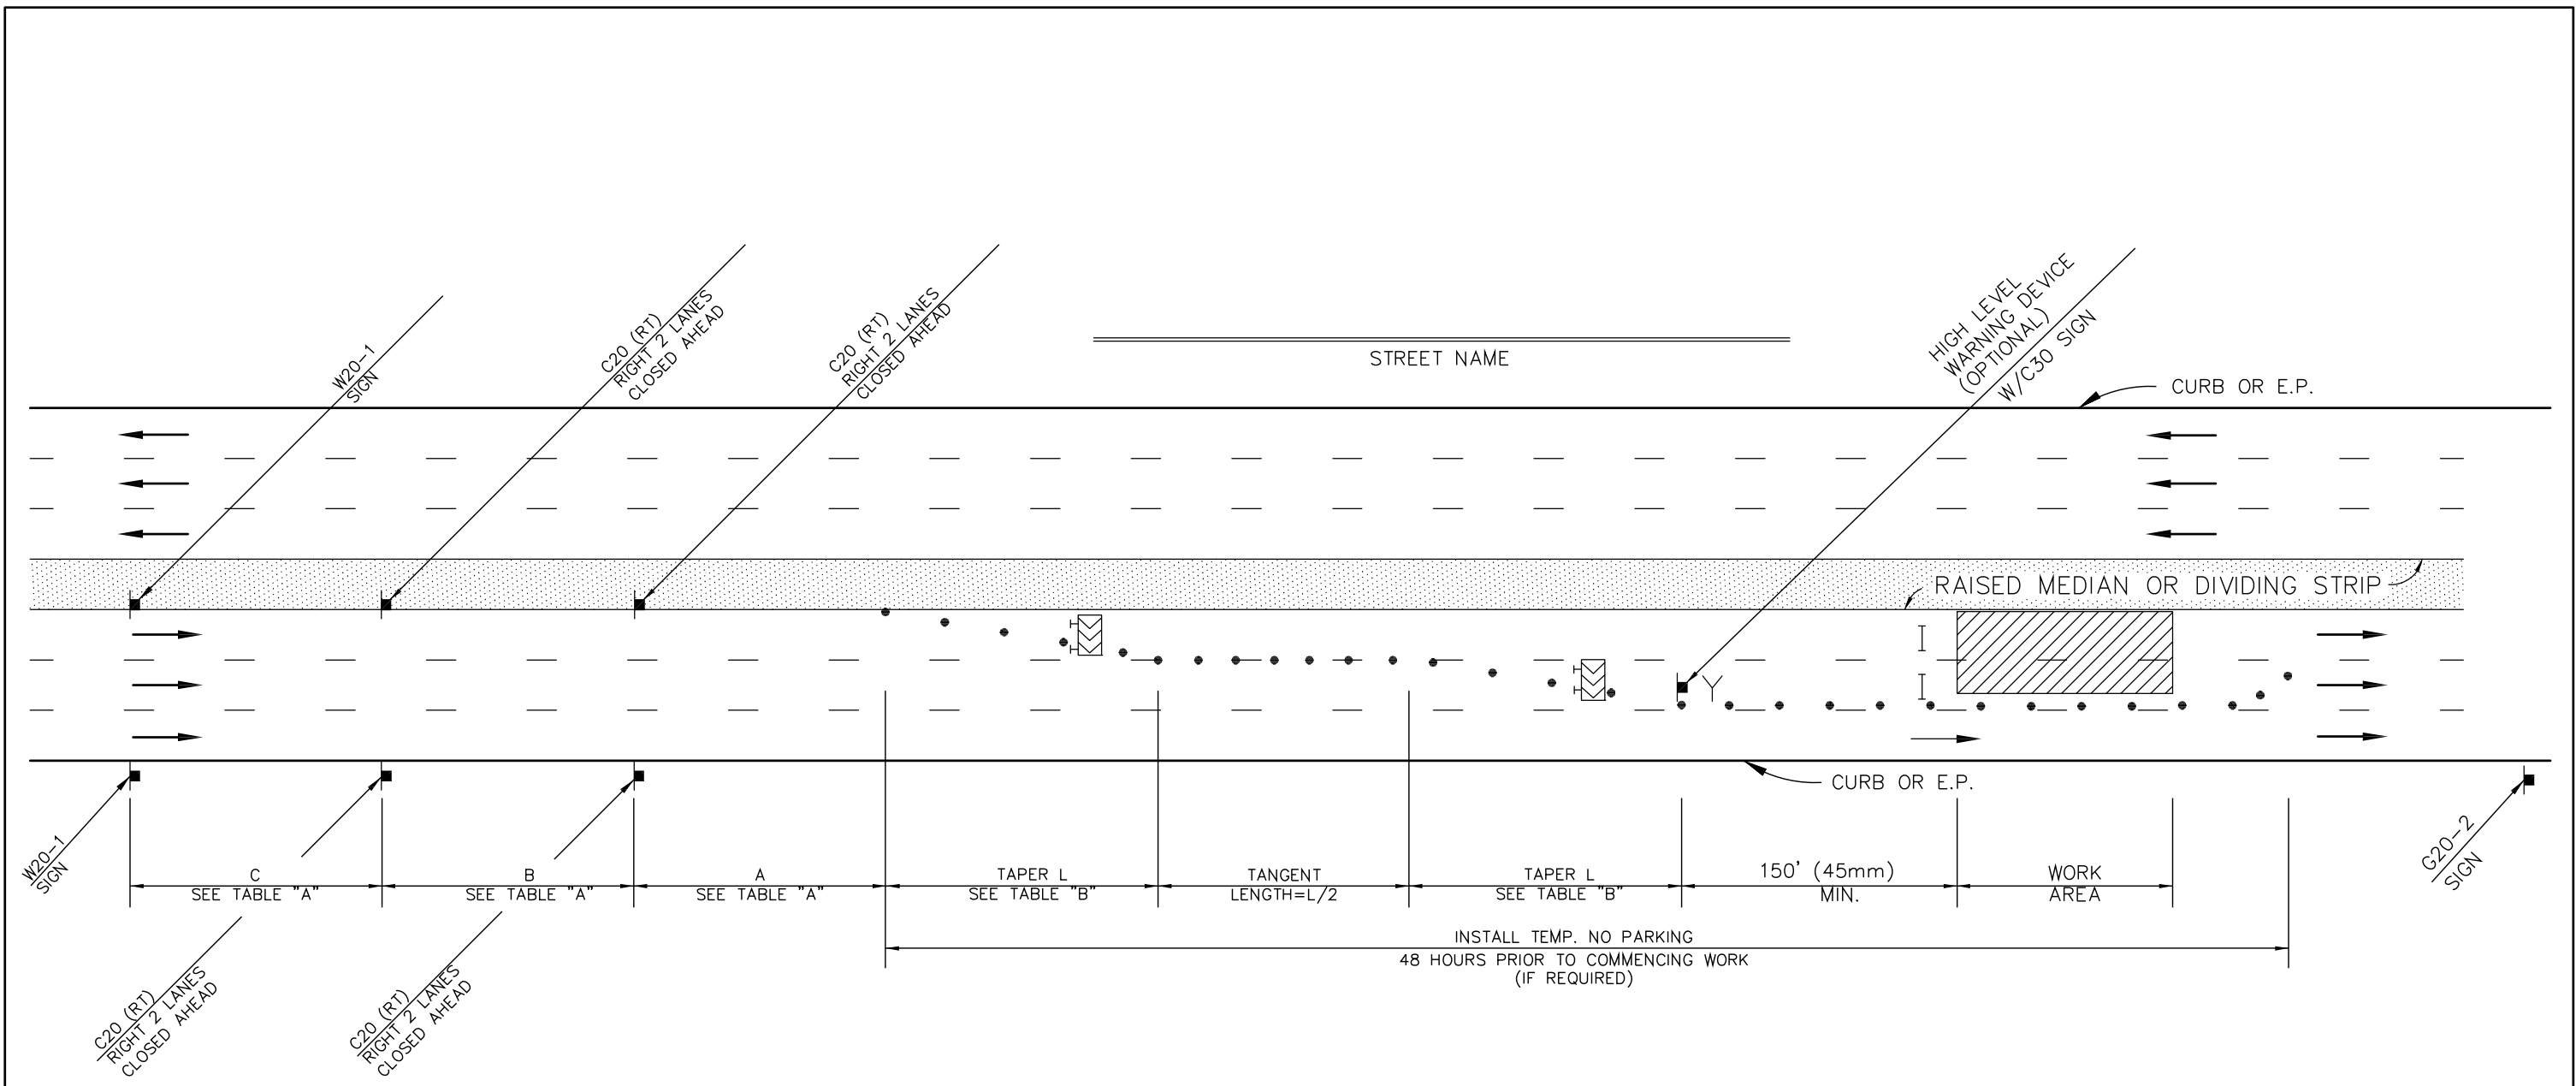 W20-1
SIGN
C20 (RT)
RIGHT 2 LANES
CLOSED AHEAD
C20 (RT)
RIGHT 2 LANES
CLOSED AHEAD
STREET NAME
HIGH LEVEL
WARNING DEVICE
(OPTIONAL)
W/C30 SIGN
CURB OR E.P.
RAISED MEDIAN OR DIVIDING STRIP
CURB OR E.P.
W20-1
SIGN
C
SEE TABLE "A"
B
SEE TABLE "A"
A
SEE TABLE "A"
TAPER L
SEE TABLE "B"
TANGENT
LENGTH=L/2
TAPER L
SEE TABLE "B"
150' (45mm)
MIN.
WORK
AREA
G20-2
SIGN
INSTALL TEMP. NO PARKING
48 HOURS PRIOR TO COMMENCING WORK
(IF REQUIRED)
C20 (RT)
RIGHT 2 LANES
CLOSED AHEAD
C20 (RT)
RIGHT 2 LANES
CLOSED AHEAD